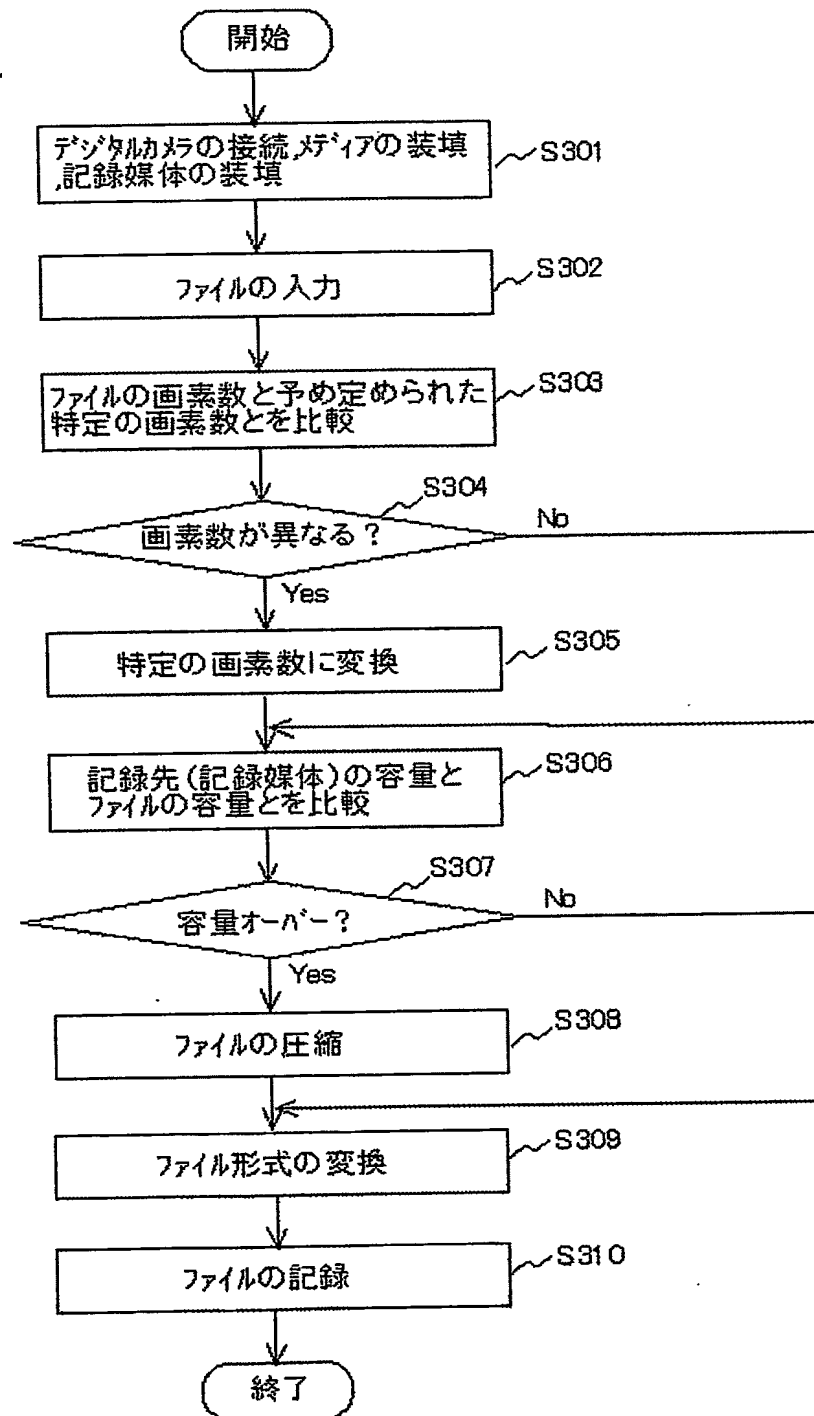 開始
デジタルカメラの接続,メディアの装填
,記録媒体の装填
S301
ファイルの入力
S302
ファイルの画素数と予め定められた
特定の画素数とを比較
S303
画素数が異なる?
S304
No
Yes
特定の画素数に変換
S305
記録先(記録媒体)の容量と
ファイルの容量とを比較
S306
容量オーバー?
S307
No
Yes
ファイルの圧縮
S308
ファイル形式の変換
S309
ファイルの記録
S310
終了